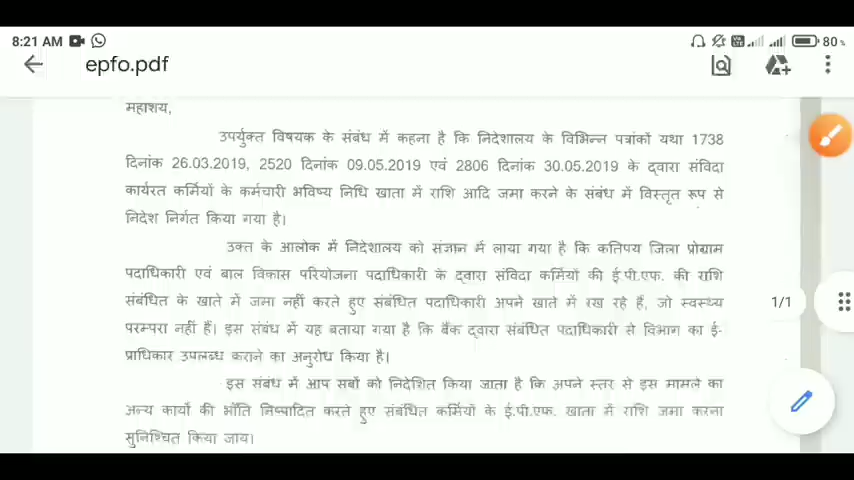 8:21 AM 80%
epfo.pdf
महाशय,
उपर्युक्त विषयक के संबंध में कहना है कि निदेशालय के विभिन्न पत्रांकों यथा 1738
दिनांक 26.03.2019, 2520 दिनांक 09.05.2019 एवं 2806 दिनांक 30.05.2019 के द्वारा संविदा
कार्यरत कर्मियों के कर्मचारी भविष्य निधि खाता में राशि आदि जमा करने के संबंध में विस्तृत रूप से
निदेश निर्गत किया गया है।
उक्त के आलोक में निदेशालय को संज्ञान में लाया गया है कि कतिपय जिला प्रोग्राम
पदाधिकारी एवं बाल विकास परियोजना पदाधिकारी के द्वारा संविदा कर्मियों की ई.पी.एफ. की राशि
संबंधित के खाते में जमा नहीं करते हुए संबंधित पदाधिकारी अपने खाते में रख रहे हैं, जो स्वस्थ्य
परम्परा नहीं हैं। इस संबंध में यह बताया गया है कि बैंक द्वारा संबंधित पदाधिकारी से विभाग का ई-
प्राधिकार उपलब्ध कराने का अनुरोध किया है।
इस संबंध में आप सबों को निदेशित किया जाता है कि अपने स्तर से इस मामले का
अन्य कार्यो की भाँति निष्पादित करते हुए संबंधित कर्मियों के ई.पी.एफ. खाता में राशि जमा करना
सुनिश्चित किया जाय।
1/1